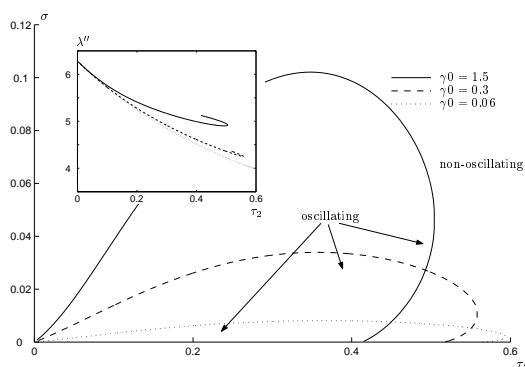 σ
0.12
0.1
0.08
0.06
0.04
0.02
0
0
0.2
0.4
0.6
λ′′
6
5
4
0
0.2
0.4
0.6
τ₂
γ0 = 1.5
γ0 = 0.3
γ0 = 0.06
non-oscillating
oscillating